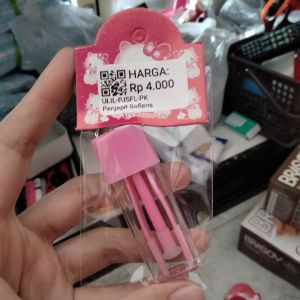 HARGA:
Rp 4.000
ULIL-PJSFL-PK
Penjepit Softlens